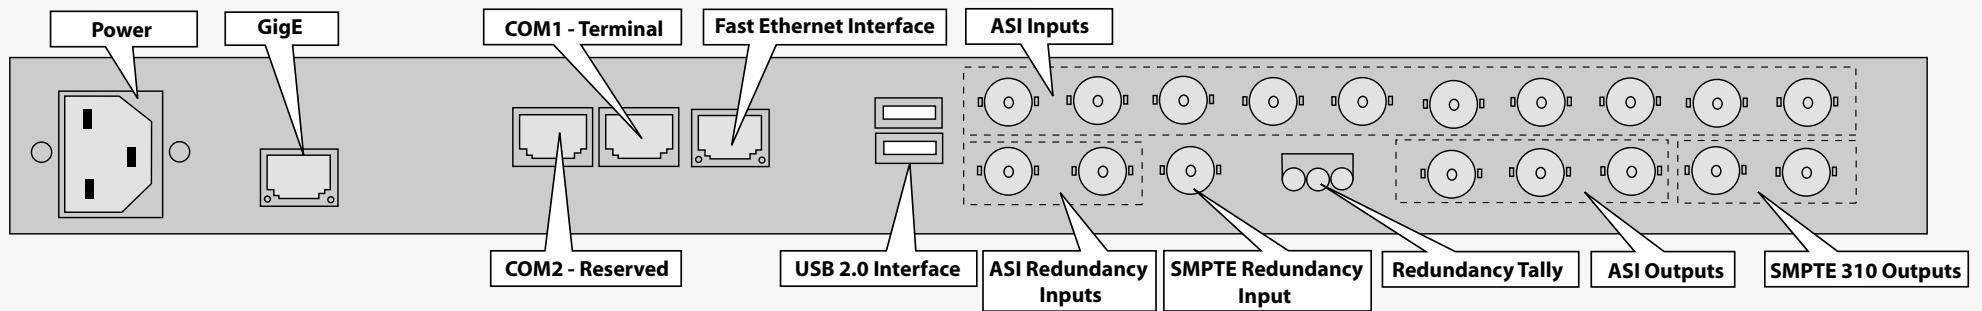 Power
GigE
COM1 - Terminal
Fast Ethernet Interface
ASI Inputs
COM2 - Reserved
USB 2.0 Interface
ASI Redundancy
Inputs
SMPTE Redundancy
Input
Redundancy Tally
ASI Outputs
SMPTE 310 Outputs